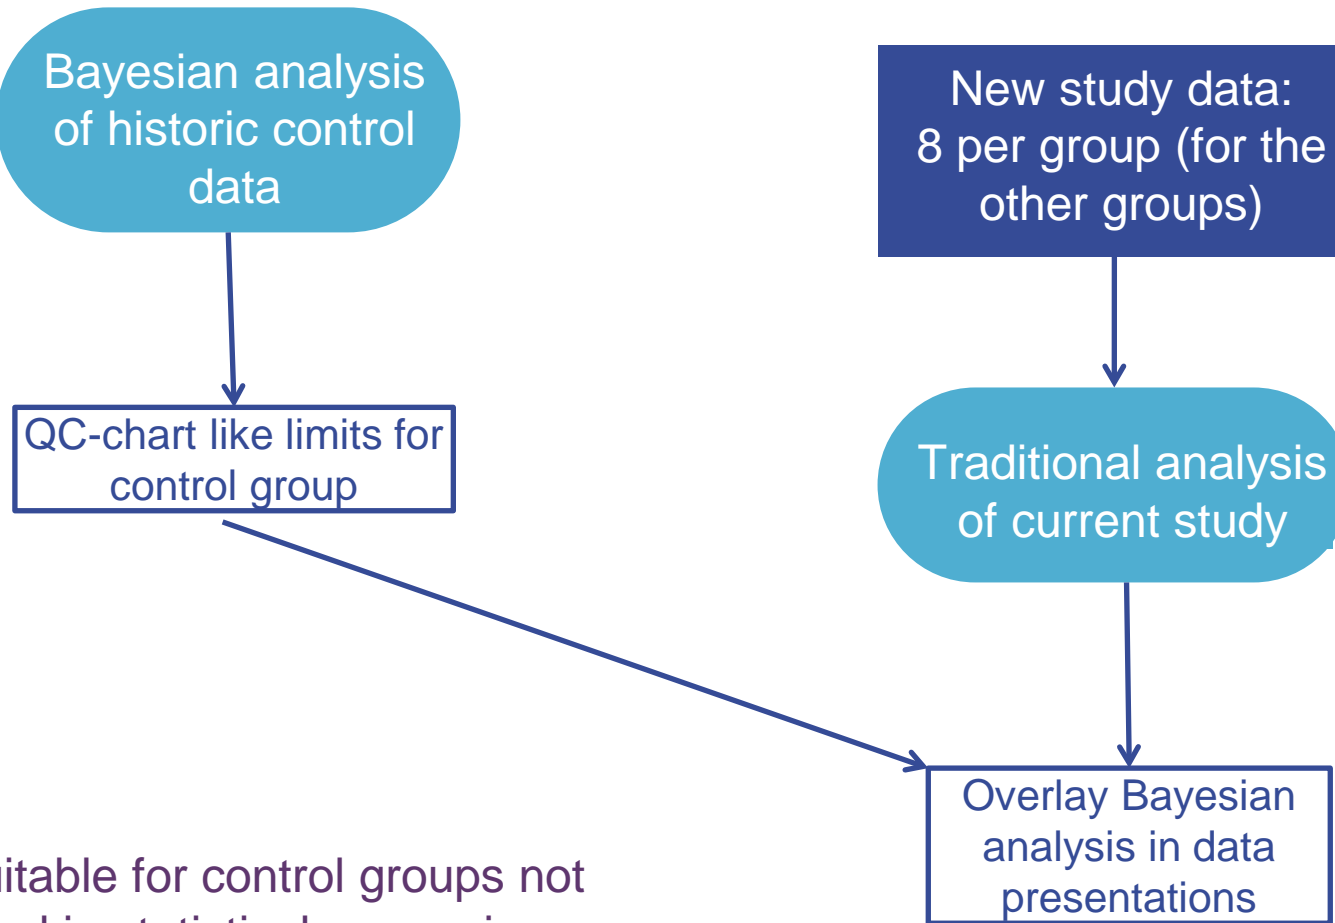 Bayesian analysis
of historic control
data
New study data:
8 per group (for the
other groups)
QC-chart like limits for
control group
Traditional analysis
of current study
Overlay Bayesian
analysis in data
presentations
for control groups not